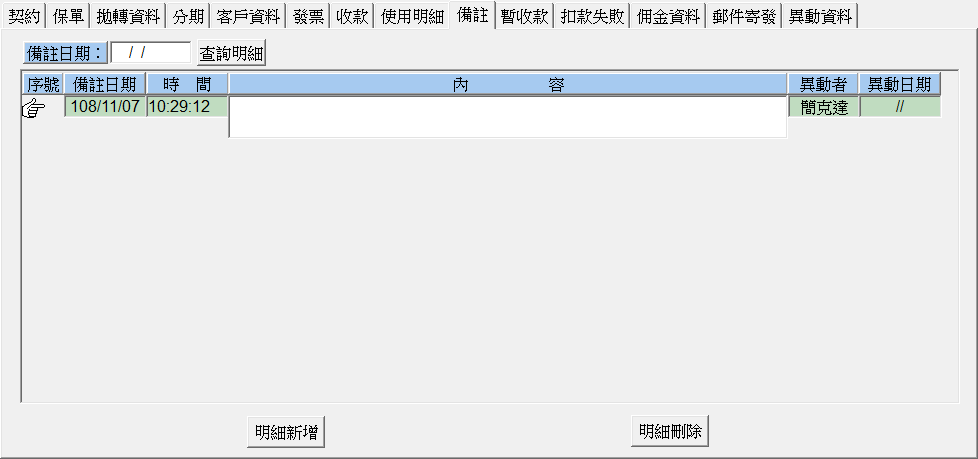 契約 保單 拋轉資料 分期 客戶資料 發票 收款 使用明細 備註 暫收款 扣款失敗 佣金資料 郵件寄發 異動資料
備註日期： / / 查詢明細
序號 備註日期 時 間 內 容 異動者 異動日期
108/11/07 10:29:12 簡克達 //
明細新增 明細刪除